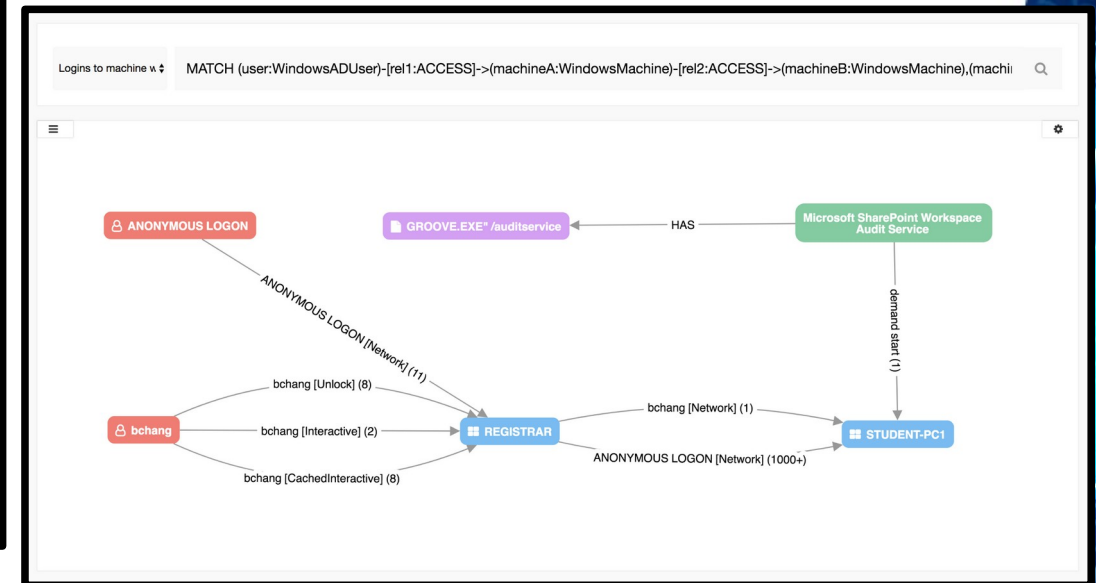 Logins to machine w
MATCH (user:WindowsADUser)-[rel1:ACCESS]->(machineA:WindowsMachine)-[rel2:ACCESS]->(machineB:WindowsMachine),(machi
ANONYMOUS LOGON
GROOVE.EXE" /auditservice
HAS
Microsoft SharePoint Workspace
Audit Service
ANONYMOUS LOGON [Network] (11)
demand start (1)
bchang [Unlock] (8)
bchang
bchang [Interactive] (2)
REGISTRAR
bchang [Network] (1)
STUDENT-PC1
ANONYMOUS LOGON [Network] (1000+)
bchang [CachedInteractive] (8)